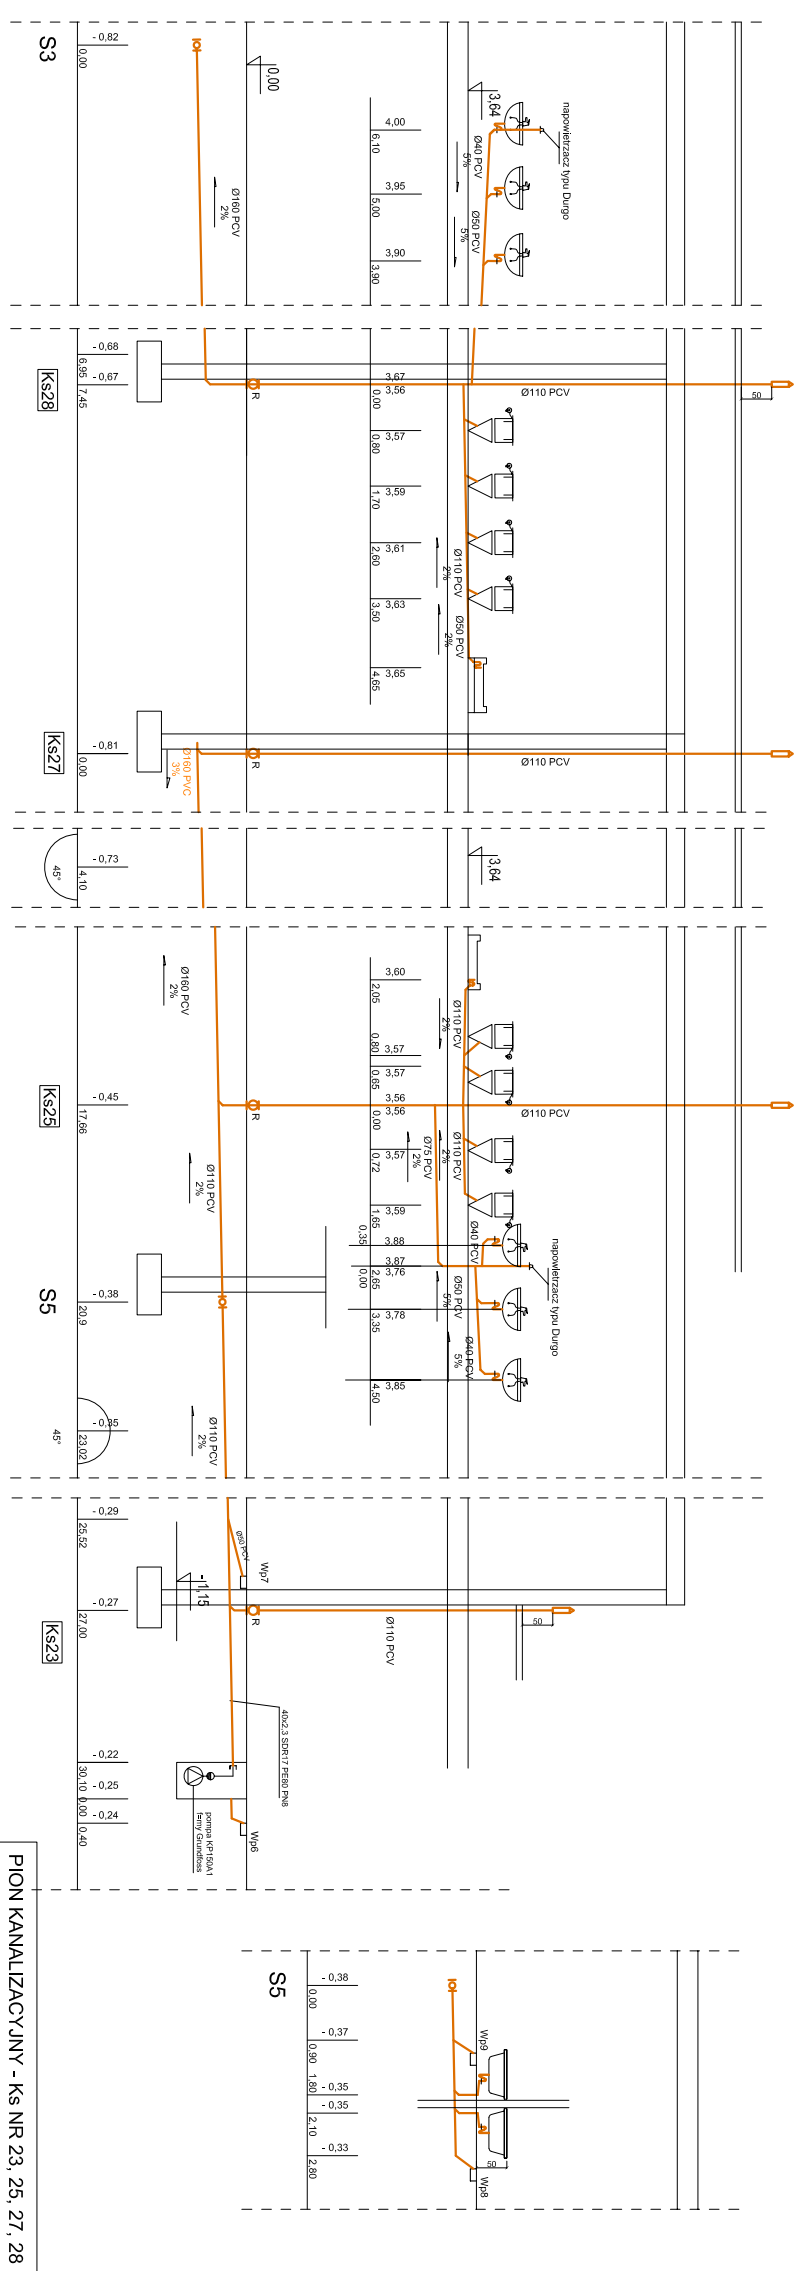 S3
- 0,82
0,00
0,00
3,64
napowietrzacz typu Durgo
4,00
6,10
3,95
5,00
3,90
3,90
Ø40 PCV
5%
Ø50 PCV
5%
Ø160 PCV
2%
Ks28
- 0,68
6,95
- 0,67
7,45
R
3,67
3,56
0,00
3,57
0,80
3,59
1,70
3,61
2,60
3,63
3,50
3,65
4,65
Ø110 PCV
50
Ø110 PCV
2%
Ø50 PCV
2%
Ks27
- 0,81
0,00
Ø160 PVC
3%
R
Ø110 PCV
45°
- 0,73
4,10
3,64
Ø160 PCV
2%
3,60
2,05
3,57
0,80
3,57
0,65
3,56
3,56
0,00
3,57
0,72
3,59
1,65
3,88
0,35
3,87
3,76
2,65
0,00
3,78
3,35
3,85
4,50
Ø110 PCV
2%
Ø110 PCV
Ø110 PCV
2%
Ø75 PCV
2%
Ø40 PCV
Ø50 PCV
5%
Ø40 PCV
5%
napowietrzacz typu Durgo
Ks25
- 0,45
17,66
R
Ø110 PCV
2%
S5
- 0,38
20,9
45°
- 0,35
23,02
Ø110 PCV
2%
- 0,29
25,52
Ø50 PCV
Wp7
- 1,15
Ks23
- 0,27
27,00
R
Ø110 PCV
50
40x2,3 SDR17 PE80 PN8
- 0,22
30,10
- 0,25
0,00
- 0,24
0,40
pompa KP150A1
firmy Grundfoss
Wp6
S5
- 0,38
0,00
- 0,37
0,90
- 0,35
1,80
- 0,35
2,10
- 0,33
2,80
Wp9
Wp8
50
PION KANALIZACYJNY - Ks NR 23, 25, 27, 28